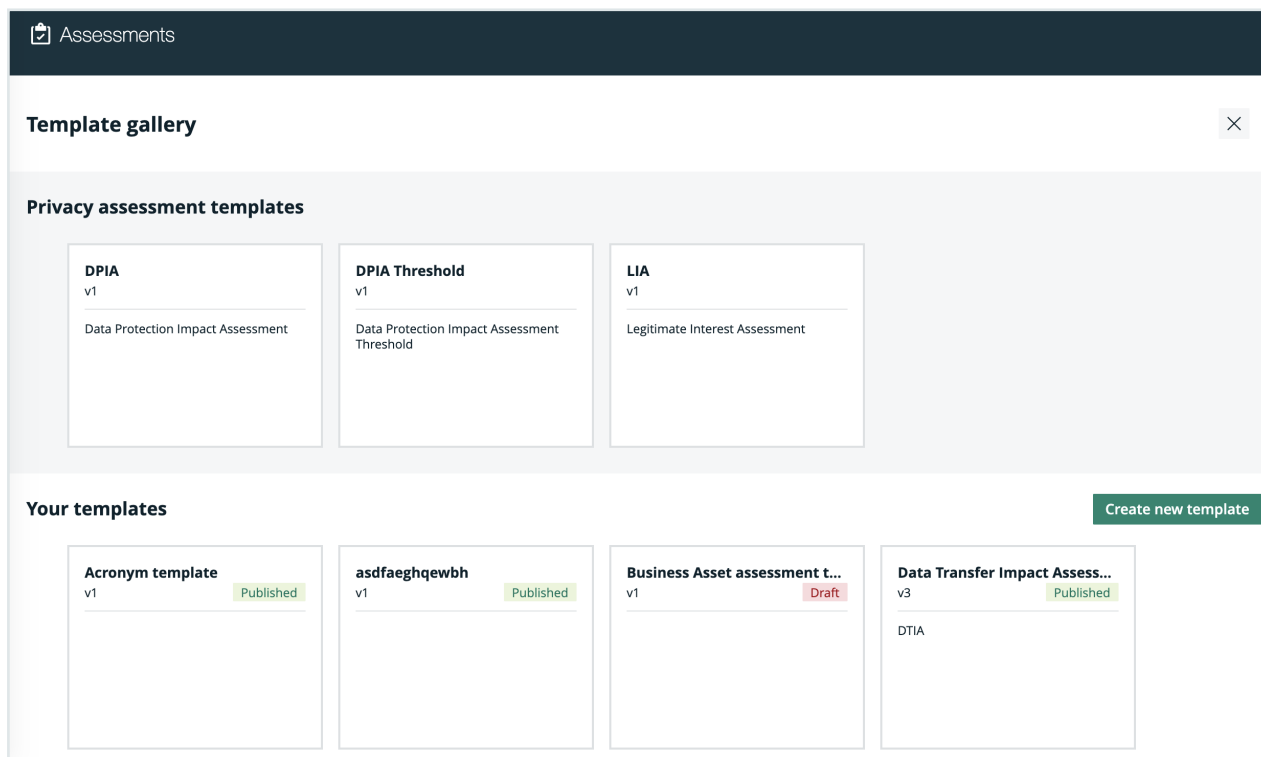 Assessments
Template gallery
Privacy assessment templates
DPIA
v1
Data Protection Impact Assessment
DPIA Threshold
v1
Data Protection Impact Assessment
Threshold
LIA
v1
Legitimate Interest Assessment
Your templates
Create new template
Acronym template
v1 Published
asdfaeghqewbh
v1 Published
Business Asset assessment t...
v1 Draft
Data Transfer Impact Assess...
v3 Published
DTIA